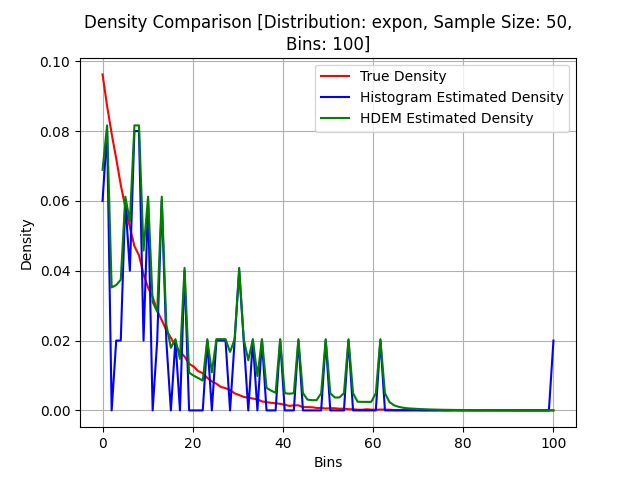 Density Comparison [Distribution: expon, Sample Size: 50,
Bins: 100]
True Density
Histogram Estimated Density
HDEM Estimated Density
Density
0.10
0.08
0.06
0.04
0.02
0.00
0 20 40 60 80 100
Bins